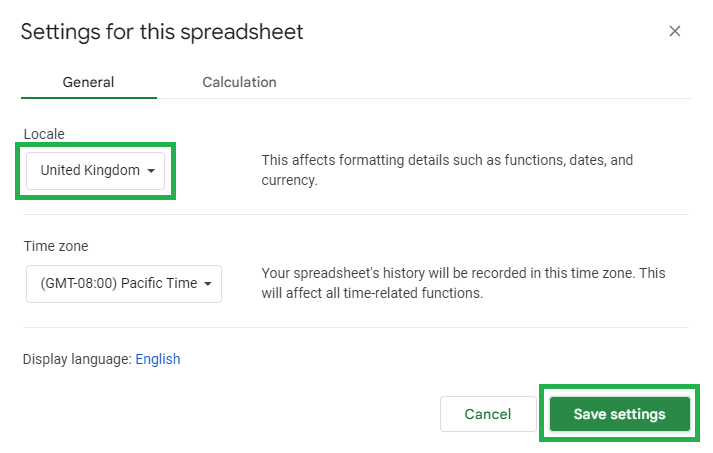 Settings for this spreadsheet
General
Calculation
Locale
United Kingdom
This affects formatting details such as functions, dates, and
currency.
Time zone
(GMT-08:00) Pacific Time
Your spreadsheet's history will be recorded in this time zone. This
will affect all time-related functions.
Display language: English
Cancel
Save settings